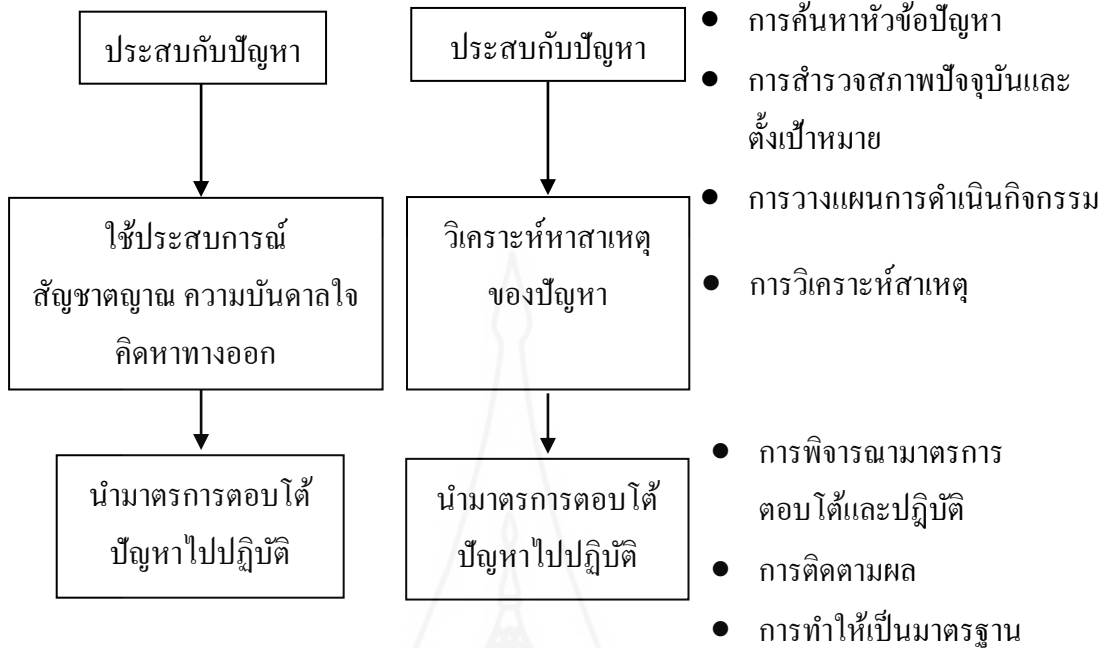 ประสบกับปัญหา
ใช้ประสบการณ์
สัญชาตญาณ ความบันดาลใจ
คิดหาทางออก
นำมาตรการตอบโต้
ปัญหาไปปฏิบัติ
ประสบกับปัญหา
วิเคราะห์หาสาเหตุ
ของปัญหา
นำมาตรการตอบโต้
ปัญหาไปปฏิบัติ
● การค้นหาหัวข้อปัญหา
● การสำรวจสภาพปัจจุบันและ
ตั้งเป้าหมาย
● การวางแผนการดำเนินกิจกรรม
● การวิเคราะห์สาเหตุ
● การพิจารณามาตรการ
ตอบโต้และปฎิบัติ
● การติดตามผล
● การทำให้เป็นมาตรฐาน